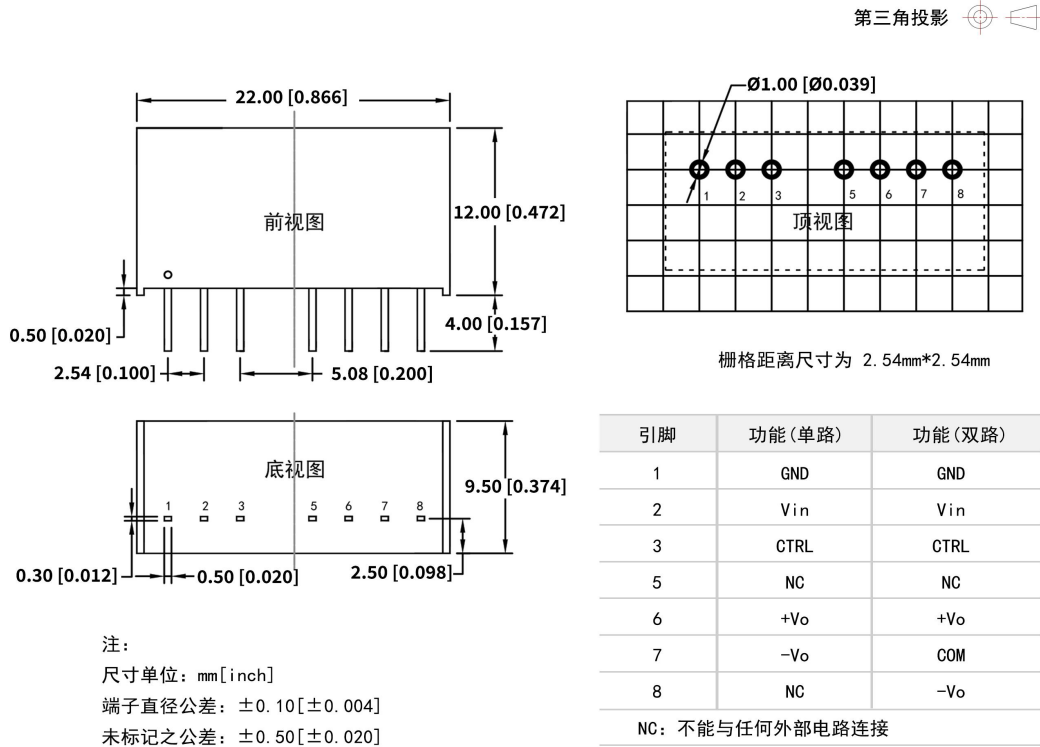 第三角投影
22.00 [0.866]
前视图
12.00 [0.472]
0.50 [0.020]
4.00 [0.157]
2.54 [0.100]
5.08 [0.200]
Ø1.00 [Ø0.039]
1 2 3 5 6 7 8
顶视图
栅格距离尺寸为 2.54mm*2.54mm
底视图
1 2 3 5 6 7 8
9.50 [0.374]
0.30 [0.012]
0.50 [0.020]
2.50 [0.098]
引脚 功能(单路) 功能(双路)
1 GND GND
2 Vin Vin
3 CTRL CTRL
5 NC NC
6 +Vo +Vo
7 -Vo COM
8 NC -Vo
NC: 不能与任何外部电路连接
注:
尺寸单位: mm[inch]
端子直径公差: ±0.10[±0.004]
未标记之公差: ±0.50[±0.020]